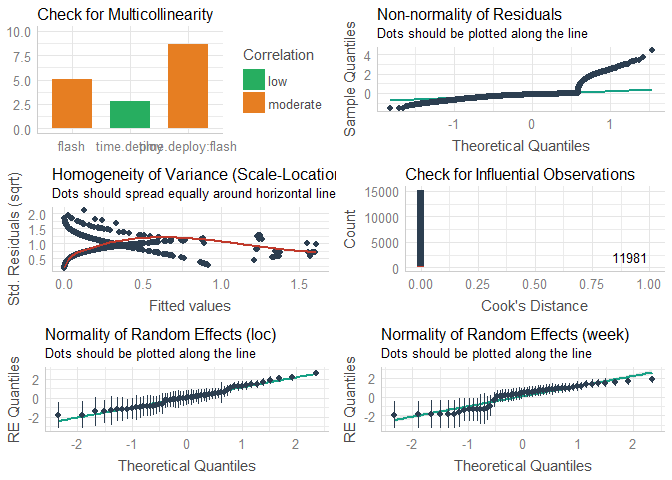 Check for Multicollinearity
10.0
7.5
5.0
2.5
0.0
flash
Correlation
low
moderate
Non-normality of Residuals
Dots should be plotted along the line
Sample Quantiles
4
2
0
-1
0
1
Theoretical Quantiles
Homogeneity of Variance (Scale-Location
Dots should spread equally around horizontal line
Std. Residuals (sqrt)
2.0
1.5
1.0
0.5
0.0
0.5
1.0
1.5
Fitted values
Check for Influential Observations
Count
15000
10000
5000
0
11981
0.00
0.25
0.50
0.75
1.00
Cook's Distance
Normality of Random Effects (loc)
Dots should be plotted along the line
RE Quantiles
2
0
-2
-2
-1
0
1
2
Theoretical Quantiles
Normality of Random Effects (week)
Dots should be plotted along the line
RE Quantiles
2
0
-2
-2
-1
0
1
2
Theoretical Quantiles